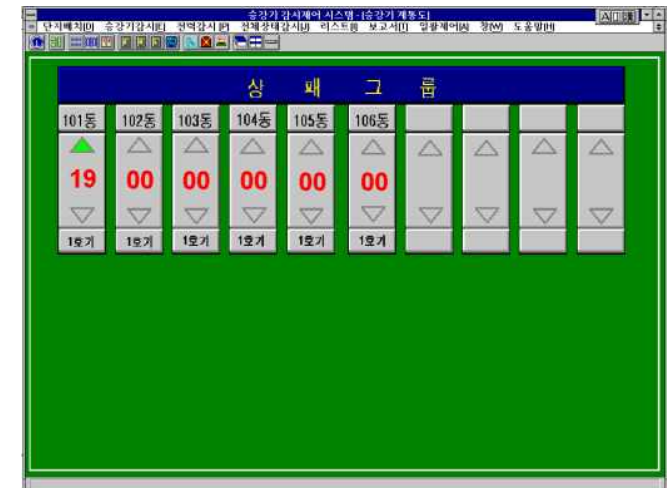 승강기 감시제어 시스템 - [승강기 계통도]
단지배치[D] 승강기감시[E] 전력감시[P] 전체상태감시[J] 리스트[I] 보고서[T] 일괄제어[A] 창[W] 도움말[H]
상 패 그 룹
101동 102동 103동 104동 105동 106동
19 00 00 00 00 00
1호기 1호기 1호기 1호기 1호기 1호기